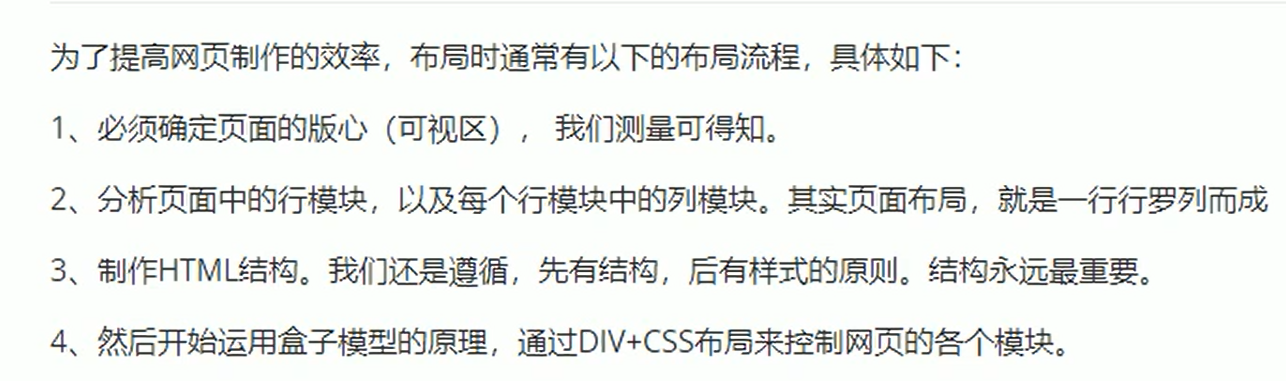 为了提高网页制作的效率，布局时通常有以下的布局流程，具体如下：
1、必须确定页面的版心（可视区）， 我们测量可得知。
2、分析页面中的行模块，以及每个行模块中的列模块。其实页面布局，就是一行行罗列而成
3、制作HTML结构。我们还是遵循，先有结构，后有样式的原则。结构永远最重要。
4、然后开始运用盒子模型的原理，通过DIV+CSS布局来控制网页的各个模块。